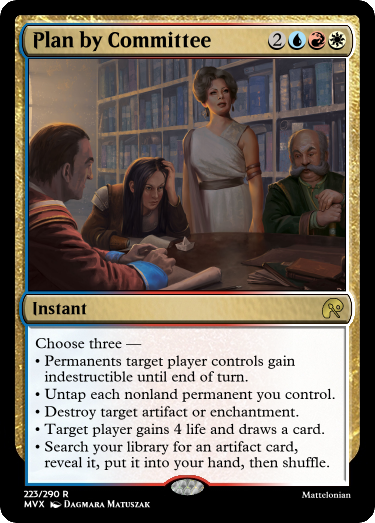 Plan by Committee 2
Instant
Choose three —
• Permanents target player controls gain
indestructible until end of turn.
• Untap each nonland permanent you control.
• Destroy target artifact or enchantment.
• Target player gains 4 life and draws a card.
• Search your library for an artifact card,
reveal it, put it into your hand, then shuffle.
223/290 R
MVX DAGMARA MATUSZAK
Mattelonian